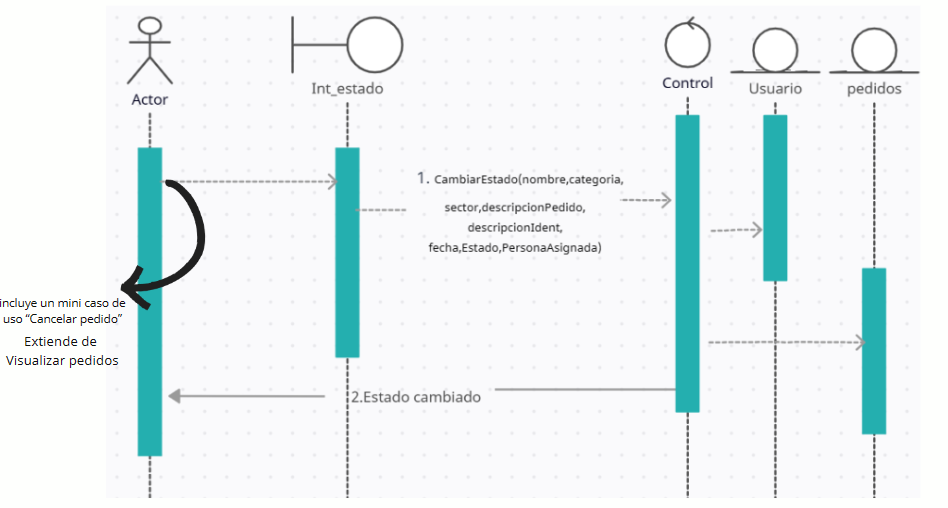 Actor
Int_estado
Control
Usuario
pedidos
1. CambiarEstado(nombre,categoria,
sector,descripcionPedido,
descripcionIdent,
fecha,Estado,PersonaAsignada)
incluye un mini caso de
uso “Cancelar pedido”
Extiende de
Visualizar pedidos
2.Estado cambiado